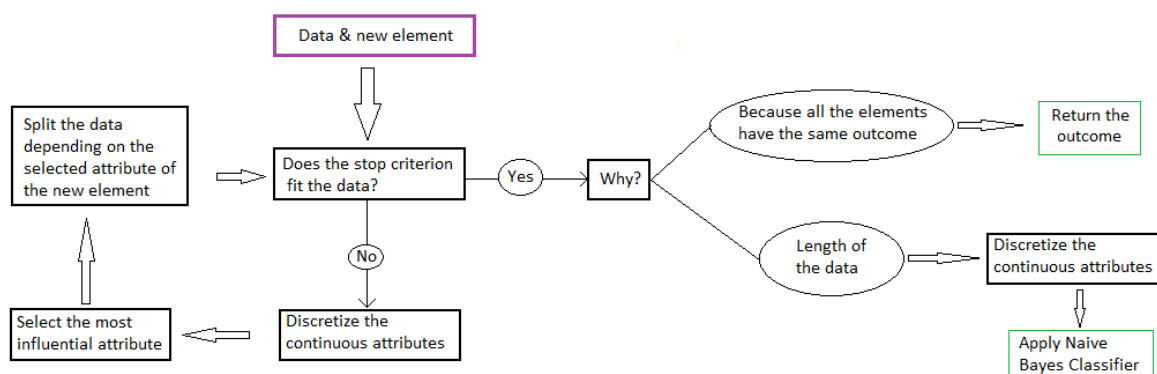 Data & new element
Split the data
depending on the
selected attribute of
the new element
Does the stop criterion
fit the data?
Yes
Why?
Because all the elements
have the same outcome
Return the
outcome
No
Length of
the data
Discretize the
continuous attributes
Select the most
influential attribute
Discretize the
continuous attributes
Apply Naive
Bayes Classifier